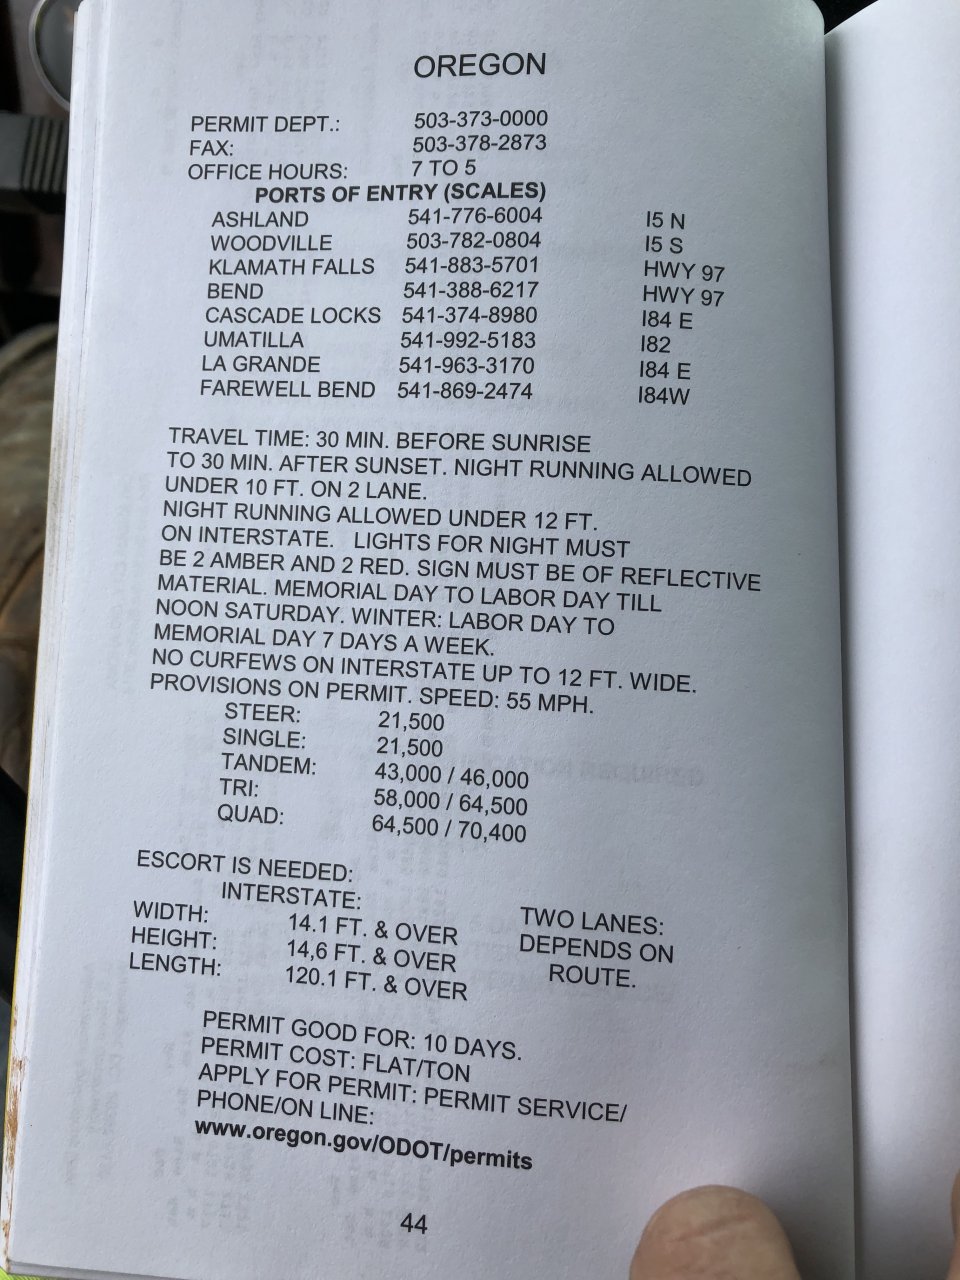 OREGON
PERMIT DEPT.: 503-373-0000
FAX: 503-378-2873
OFFICE HOURS: 7 TO 5
PORTS OF ENTRY (SCALES)
ASHLAND 541-776-6004 I5 N
WOODVILLE 503-782-0804 I5 S
KLAMATH FALLS 541-883-5701 HWY 97
BEND 541-388-6217 HWY 97
CASCADE LOCKS 541-374-8980 I84 E
UMATILLA 541-992-5183 I82
LA GRANDE 541-963-3170 I84 E
FAREWELL BEND 541-869-2474 I84W
TRAVEL TIME: 30 MIN. BEFORE SUNRISE
TO 30 MIN. AFTER SUNSET. NIGHT RUNNING ALLOWED
UNDER 10 FT. ON 2 LANE.
NIGHT RUNNING ALLOWED UNDER 12 FT.
ON INTERSTATE. LIGHTS FOR NIGHT MUST
BE 2 AMBER AND 2 RED. SIGN MUST BE OF REFLECTIVE
MATERIAL. MEMORIAL DAY TO LABOR DAY TILL
NOON SATURDAY. WINTER: LABOR DAY TO
MEMORIAL DAY 7 DAYS A WEEK.
NO CURFEWS ON INTERSTATE UP TO 12 FT. WIDE.
PROVISIONS ON PERMIT. SPEED: 55 MPH.
STEER: 21,500
SINGLE: 21,500
TANDEM: 43,000 / 46,000
TRI: 58,000 / 64,500
QUAD: 64,500 / 70,400
ESCORT IS NEEDED:
INTERSTATE: TWO LANES:
WIDTH: 14.1 FT. & OVER DEPENDS ON
HEIGHT: 14,6 FT. & OVER ROUTE.
LENGTH: 120.1 FT. & OVER
PERMIT GOOD FOR: 10 DAYS.
PERMIT COST: FLAT/TON
APPLY FOR PERMIT: PERMIT SERVICE/
PHONE/ON LINE:
www.oregon.gov/ODOT/permits
44